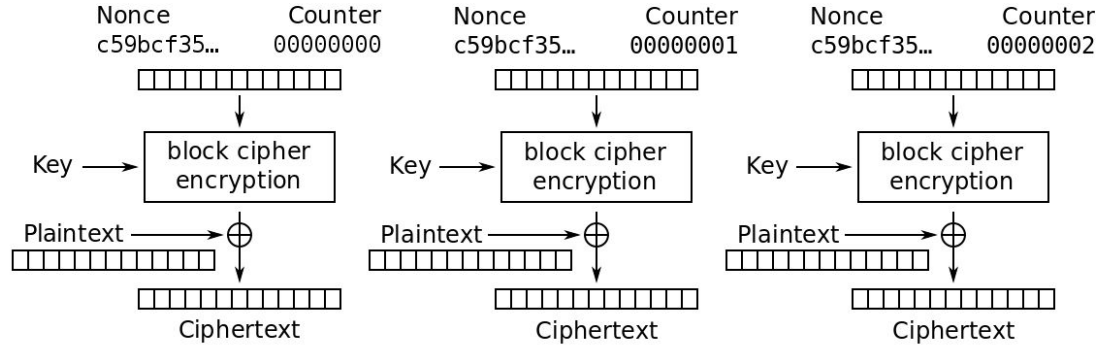 Nonce Counter Nonce Counter Nonce Counter
c59bcf35… 00000000 c59bcf35… 00000001 c59bcf35… 00000002
Key block cipher encryption Key block cipher encryption Key block cipher encryption
Plaintext Plaintext Plaintext
Ciphertext Ciphertext Ciphertext